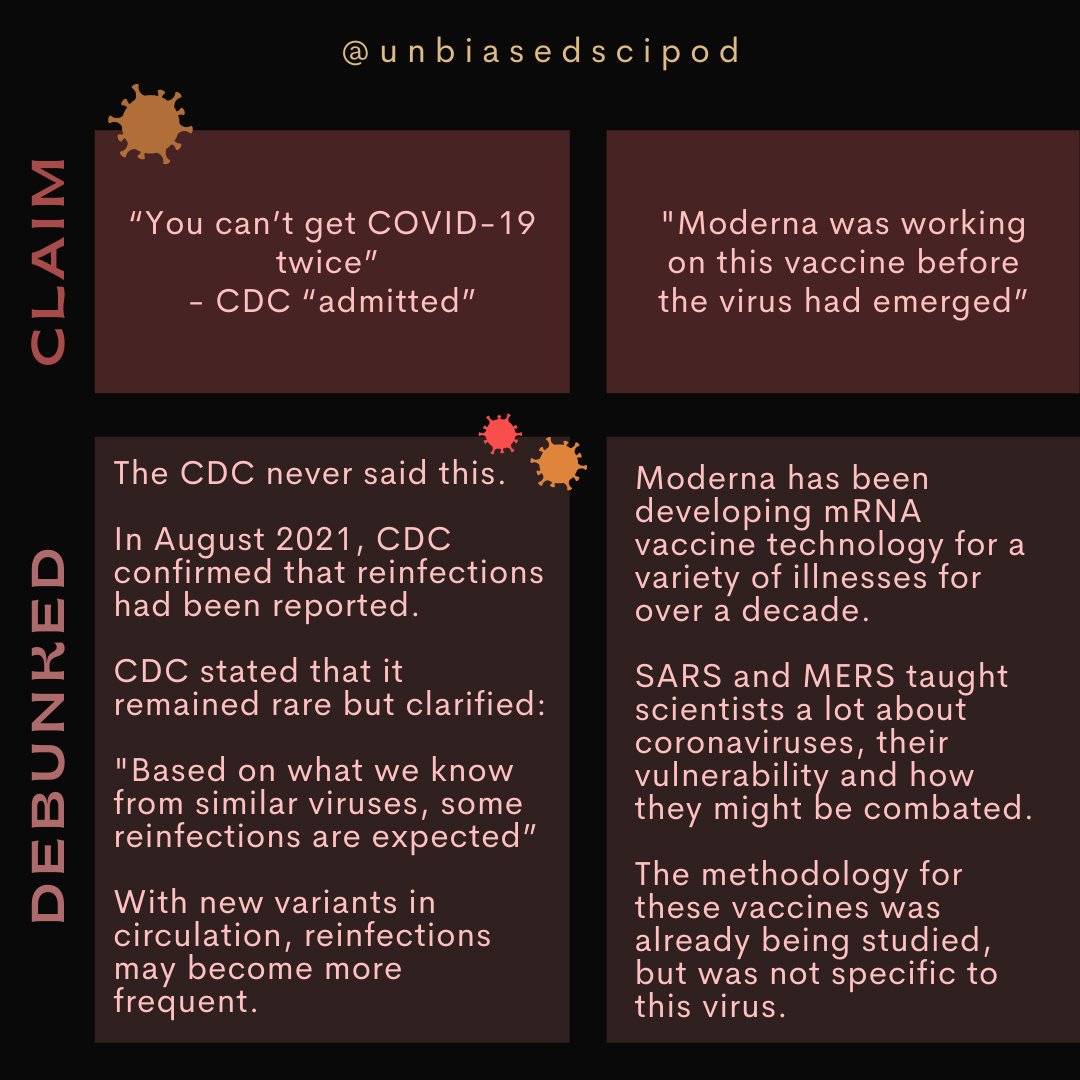 @unbiasedscipod
CLAIM
“You can’t get COVID-19
twice”
- CDC “admitted”
"Moderna was working
on this vaccine before
the virus had emerged”
DEBUNKED
The CDC never said this.
In August 2021, CDC
confirmed that reinfections
had been reported.
CDC stated that it
remained rare but clarified:
"Based on what we know
from similar viruses, some
reinfections are expected”
With new variants in
circulation, reinfections
may become more
frequent.
Moderna has been
developing mRNA
vaccine technology for a
variety of illnesses for
over a decade.
SARS and MERS taught
scientists a lot about
coronaviruses, their
vulnerability and how
they might be combated.
The methodology for
these vaccines was
already being studied,
but was not specific to
this virus.